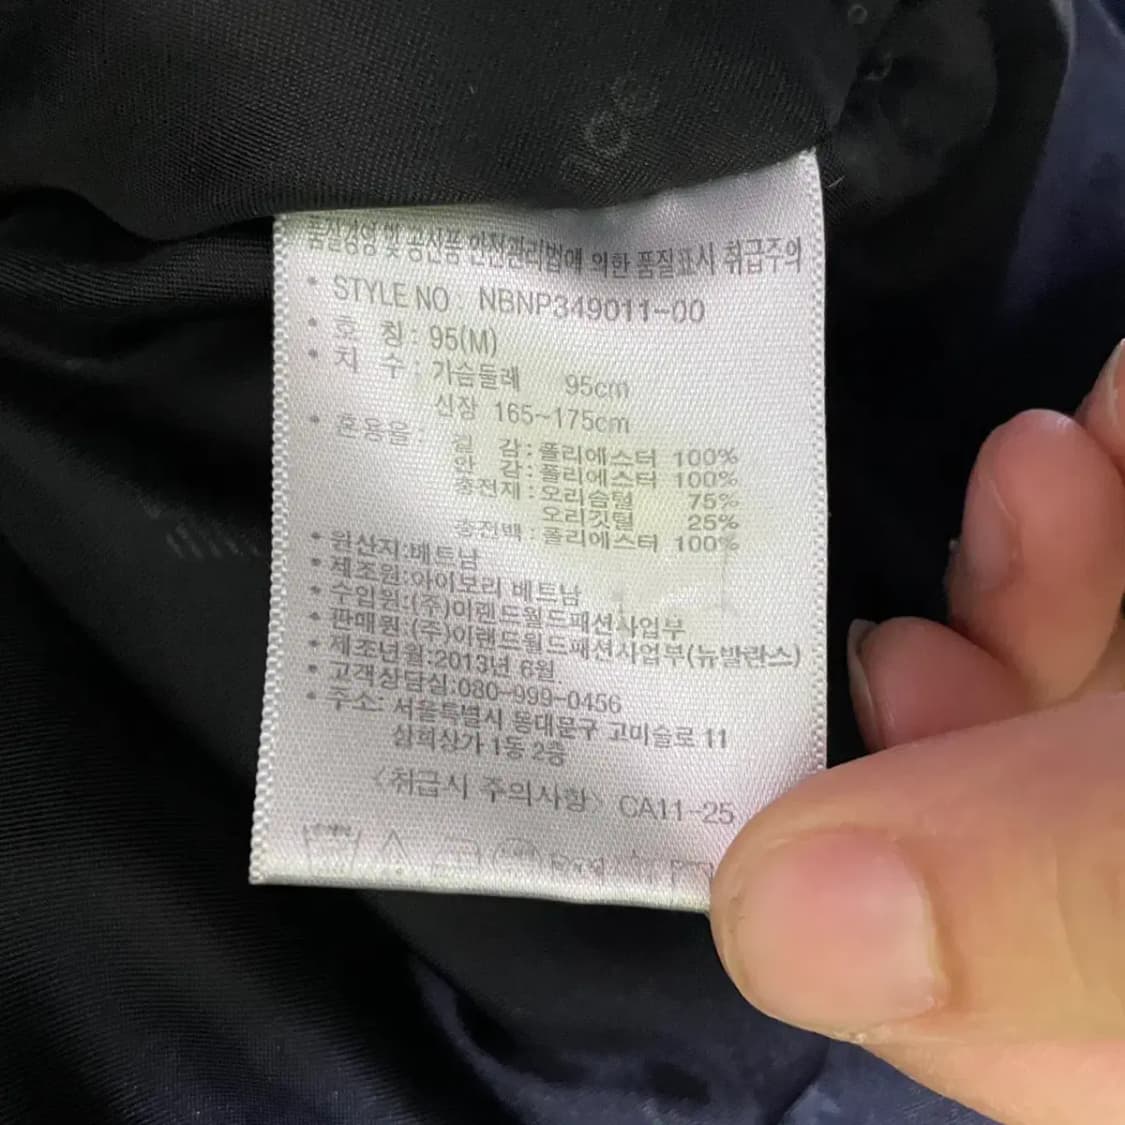 품질경영 및 공산품 안전관리법에 의한 품질표시 취급주의
* STYLE NO : NBNP349011-00
* 호 칭 : 95(M)
* 치 수 : 가슴둘레 95cm
신장 165~175cm
* 혼용율 : 겉 감 : 폴리에스터 100%
안 감 : 폴리에스터 100%
충전재 : 오리솜털 75%
오리깃털 25%
충전백 : 폴리에스터 100%
* 원산지:베트남
* 제조원:아이보리 베트남
* 수입원:(주)이랜드월드패션사업부
* 판매원:(주)이랜드월드패션사업부(뉴발란스)
* 제조년월:2013년 6월
* 고객상담실:080-999-0456
* 주소: 서울특별시 동대문구 고미술로 11
삼희상가 1동 2층
<취급시 주의사항> CA11-25